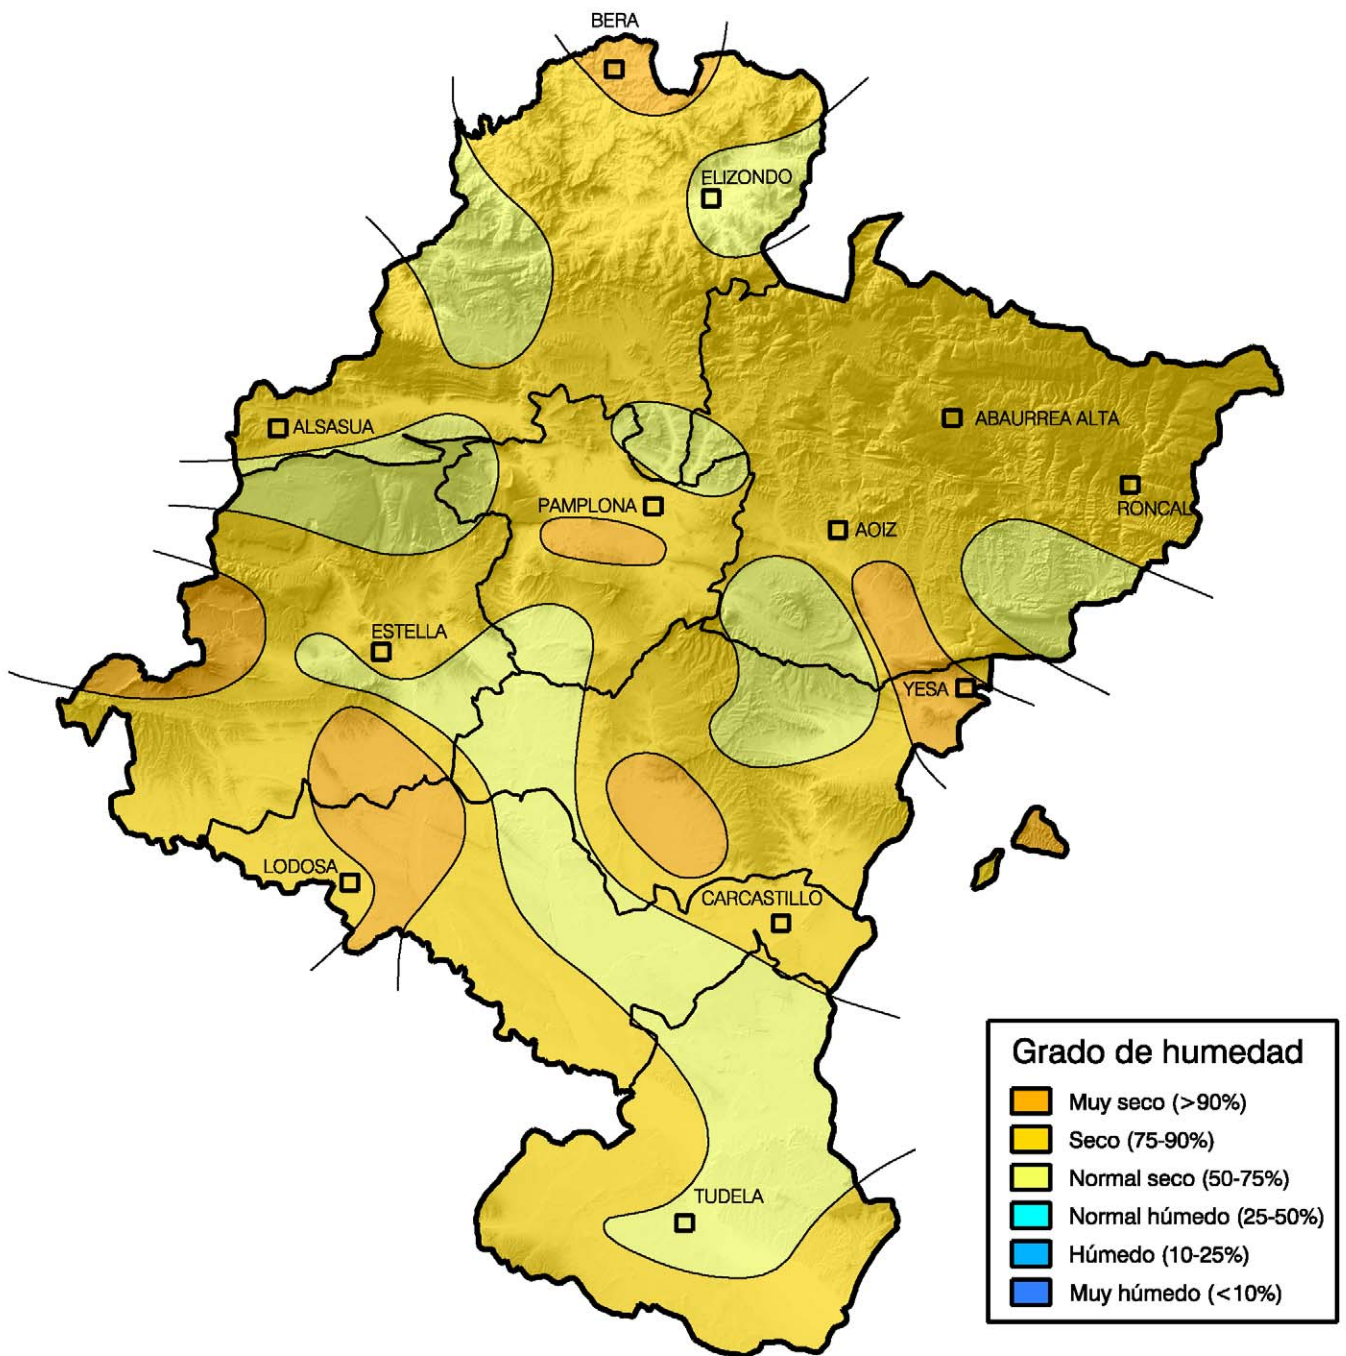 BERA
ELIZONDO
ALSASUA
ABAURREA ALTA
PAMPLONA
RONCAL
AOIZ
ESTELLA
YESA
LODOSA
CARCASTILLO
TUDELA
Grado de humedad
Muy seco (>90%)
Seco (75-90%)
Normal seco (50-75%)
Normal húmedo (25-50%)
Húmedo (10-25%)
Muy húmedo (<10%)